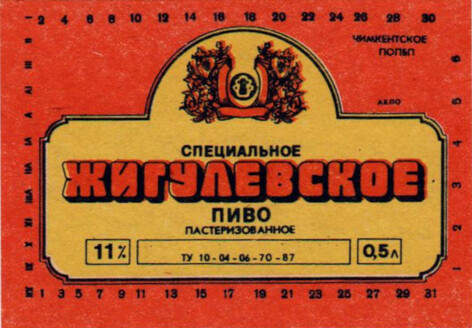 2 4 6 8 10 12 14 16 18 20 22 24 26 28 30
ЧИМКЕНТСКОЕ
ПОПБП
СПЕЦИАЛЬНОЕ
ЖИГУЛЕВСКОЕ
ПИВО
ПАСТЕРИЗОВАННОЕ
11%
ТУ 10-04-06-70-87
0,5л
1 3 5 7 9 11 13 15 17 19 21 23 25 27 29 31